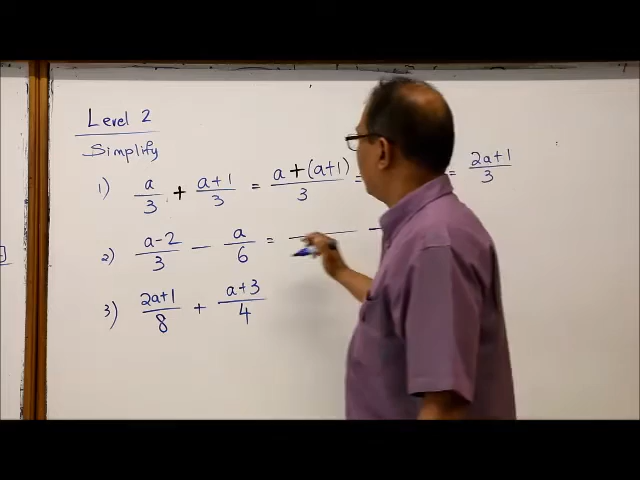 Level 2
Simplify
1) a/3 + a+1/3 = a+(a+1)/3 = = 2a+1/3
2) a-2/3 - a/6 =
3) 2a+1/8 + a+3/4